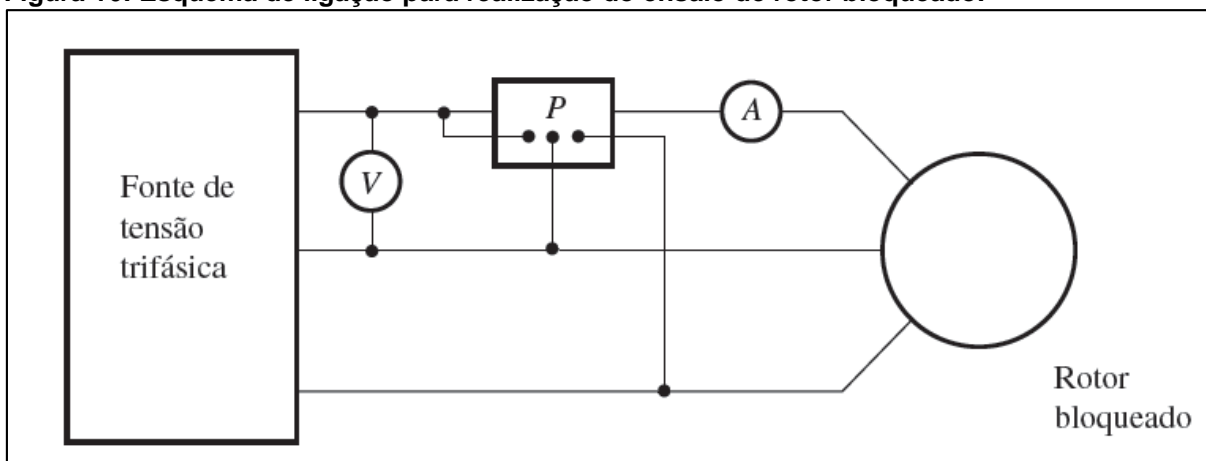 Figura 10: Esquema de ligação para realização do ensaio de rotor bloqueado.
P
A
V
Fonte de
tensão
trifásica
Rotor
bloqueado